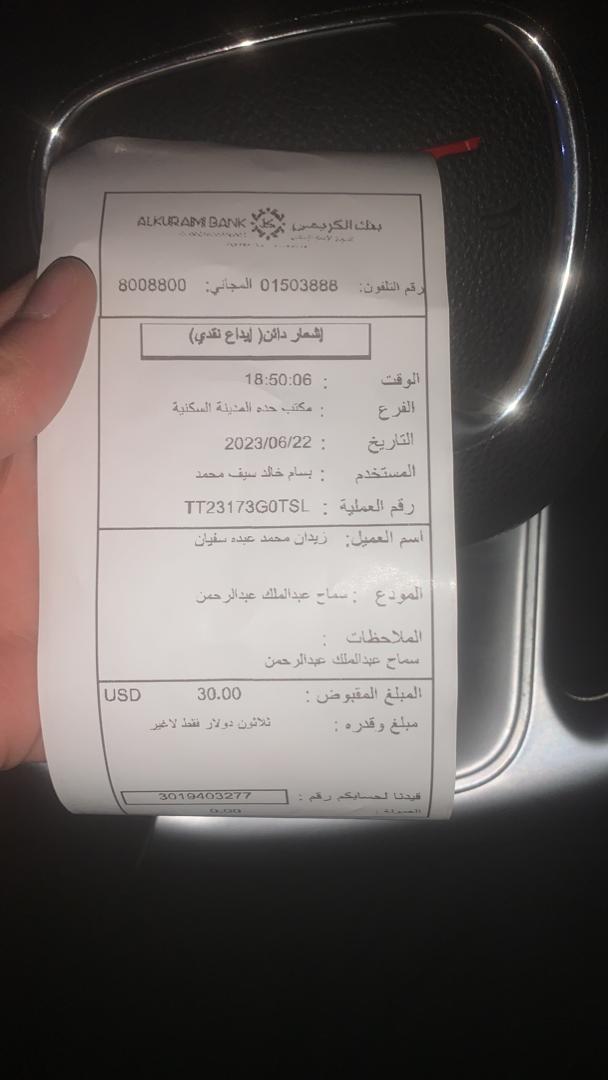 بنك الكريمي ALKURAIMI BANK
رقم التلفون: 01503888 المجاني: 8008800
إشعار دائن( إيداع نقدي)
الوقت : 18:50:06
الفرع : مكتب حده المدينة السكنية
التاريخ : 2023/06/22
المستخدم : بسام خالد سيف محمد
رقم العملية : TT23173G0TSL
اسم العميل: زيدان محمد عبده سفيان
المودع : سماح عبدالملك عبدالرحمن
الملاحظات :
سماح عبدالملك عبدالرحمن
المبلغ المقبوض : 30.00 USD
مبلغ وقدره : ثلاثون دولار فقط لاغير
قيدنا لحسابكم رقم : 3019403277
العمولة : 0.00